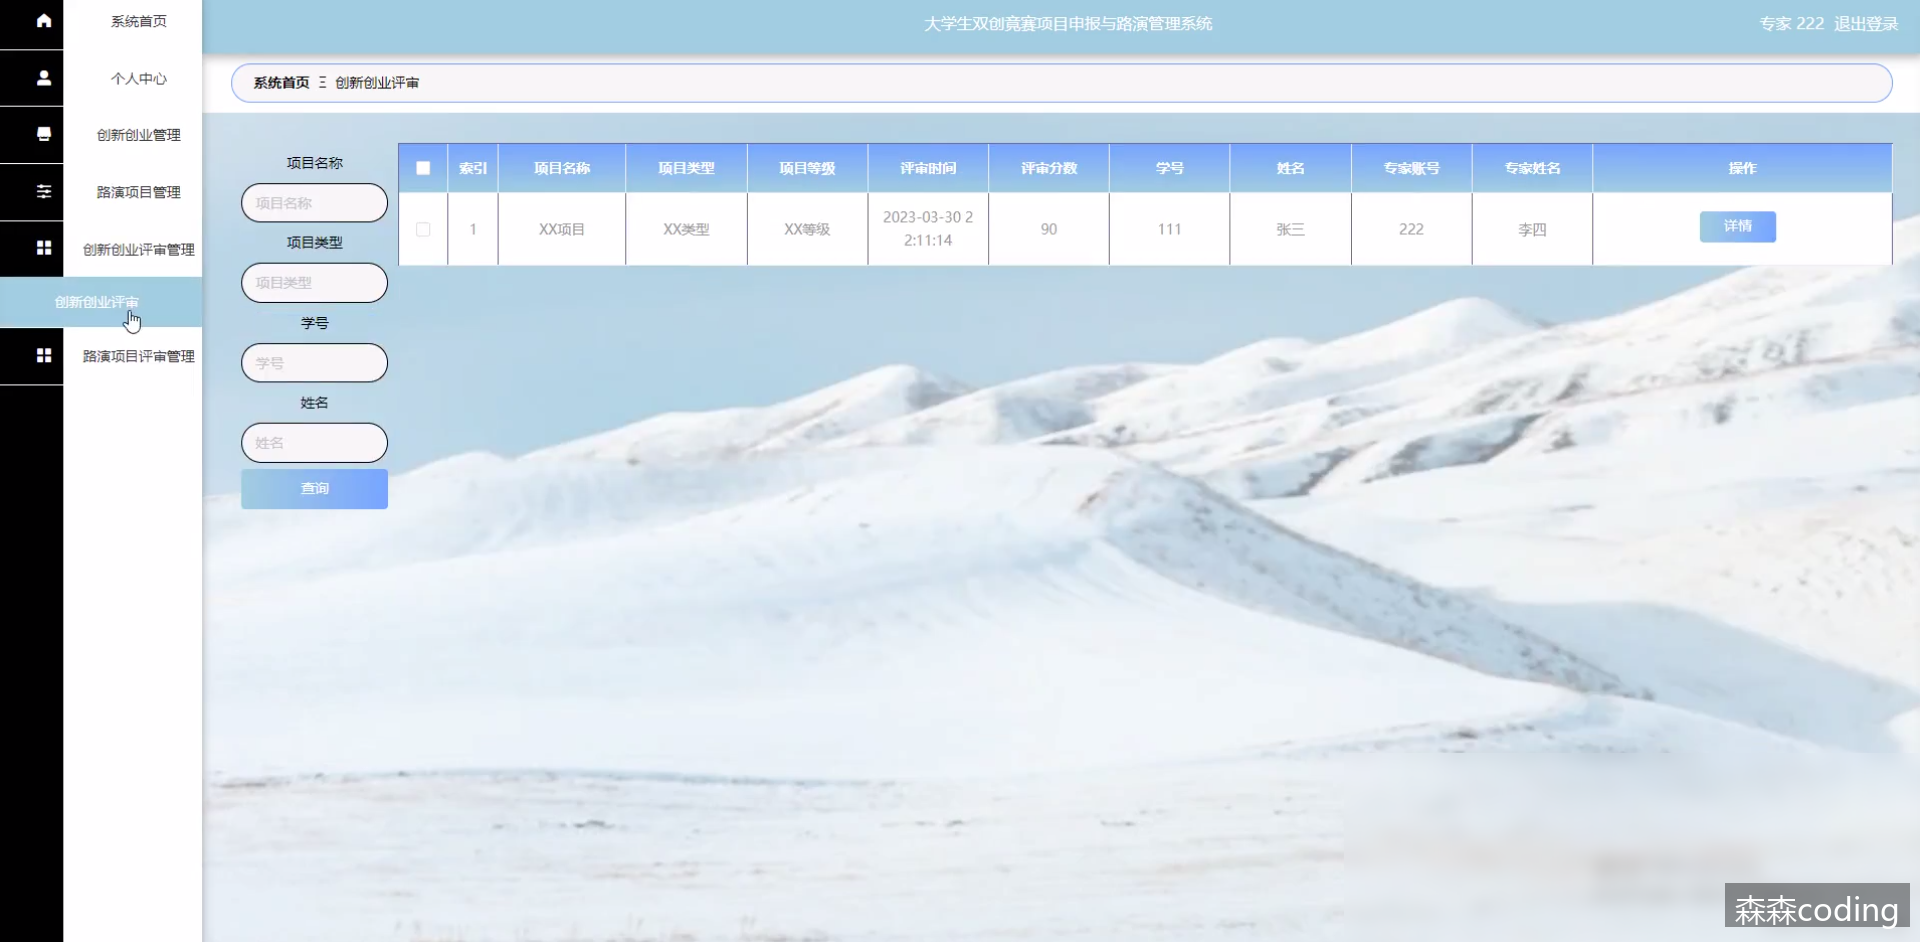 系统首页
个人中心
创新创业管理
路演项目管理
创新创业评审管理
创新创业评审
路演项目评审管理
大学生双创竟赛项目申报与路演管理系统
专家 222 退出登录
系统首页 Ξ 创新创业评审
项目名称
项目名称
项目类型
项目类型
学号
学号
姓名
姓名
查询
索引 项目名称 项目类型 项目等级 评审时间 评审分数 学号 姓名 专家账号 专家姓名 操作
1 XX项目 XX类型 XX等级 2023-03-30 2
2:11:14 90 111 张三 222 李四 详情
森森coding